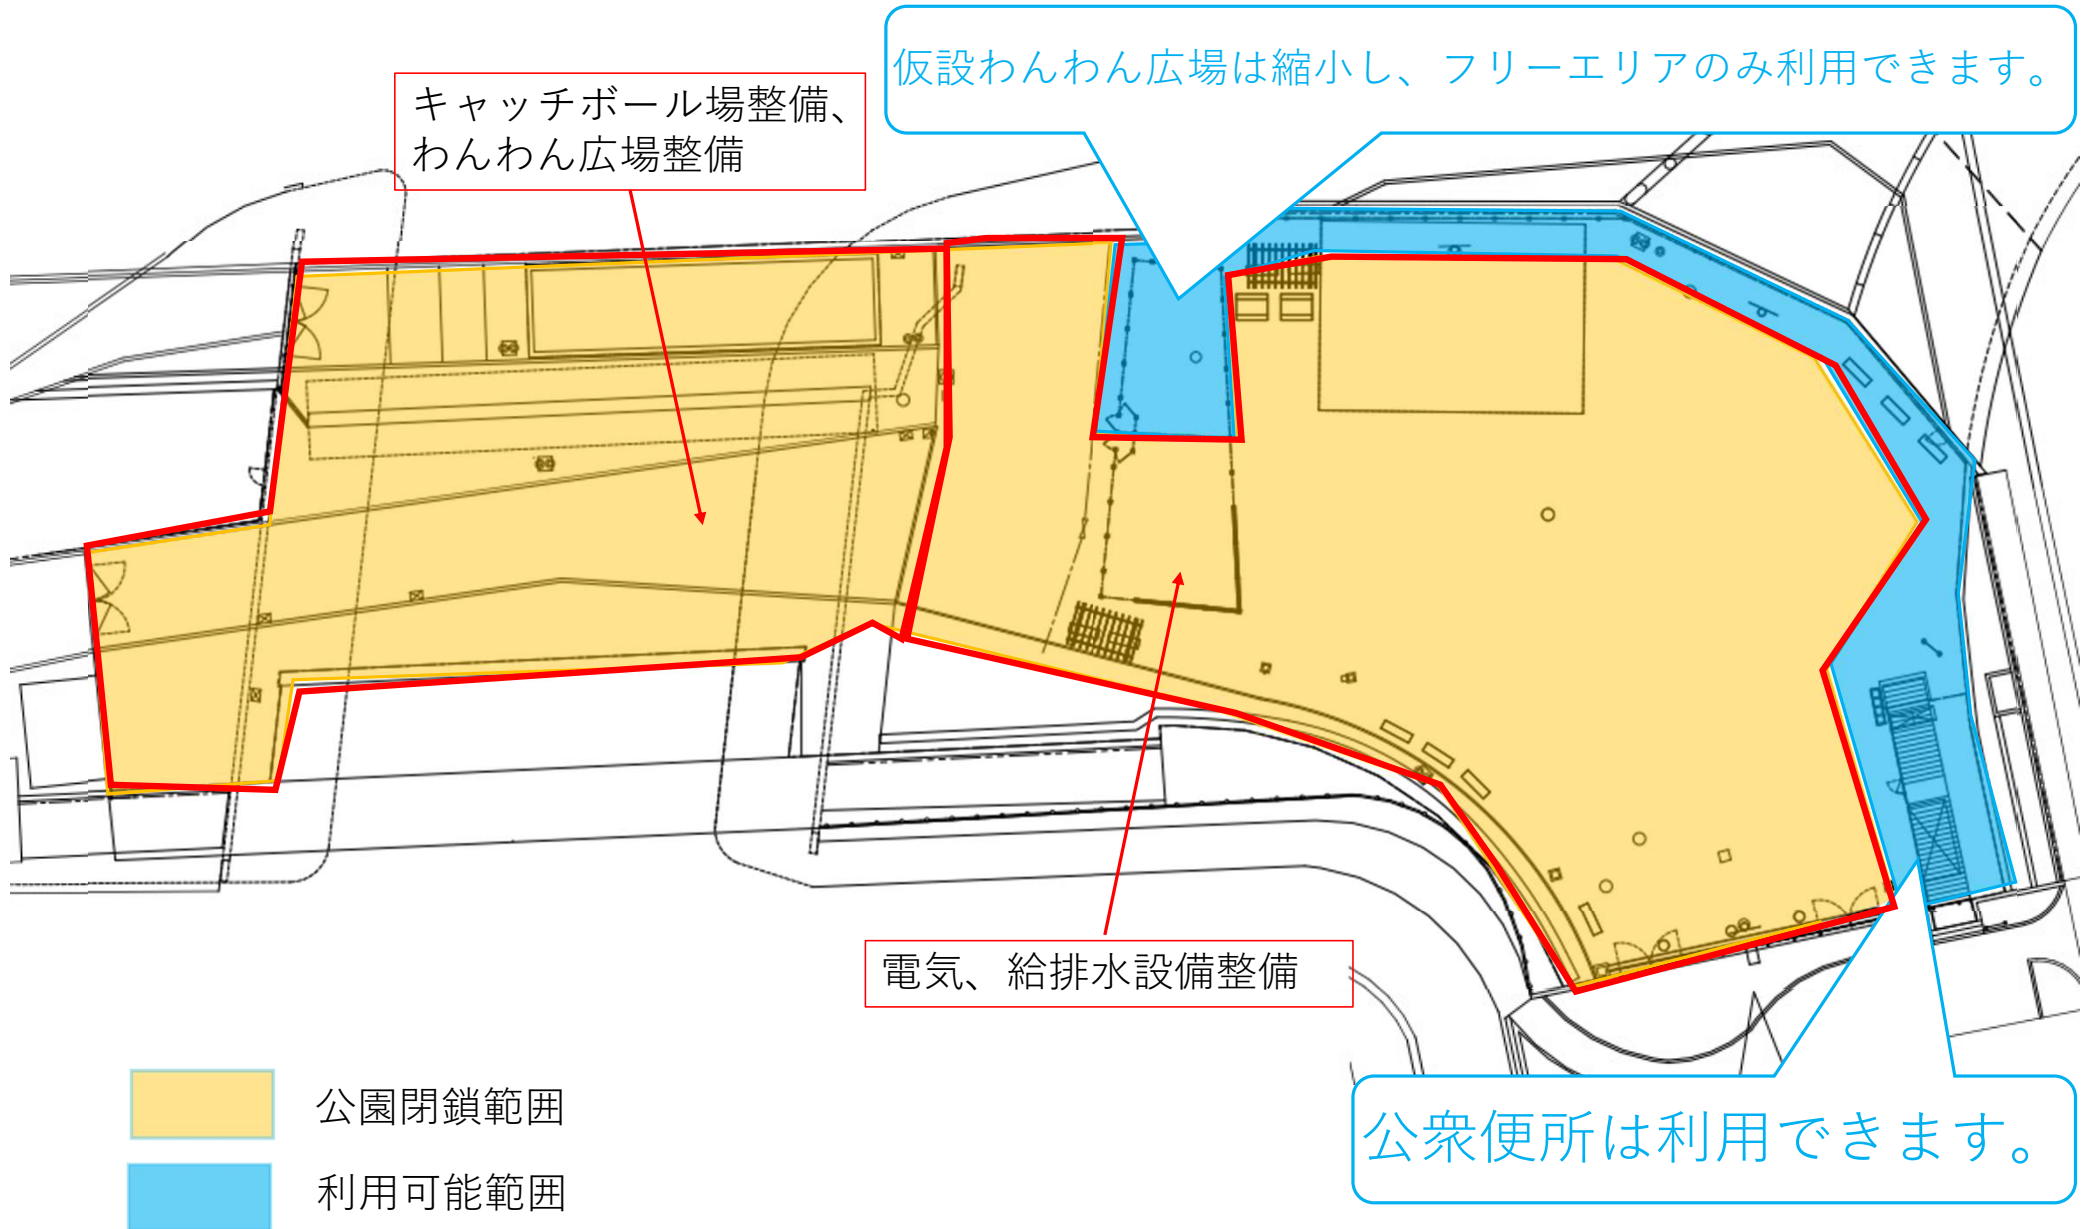 仮設わんわん広場は縮小し、フリーエリアのみ利用できます。
キャッチボール場整備、
わんわん広場整備
電気、給排水設備整備
公衆便所は利用できます。
公園閉鎖範囲
利用可能範囲